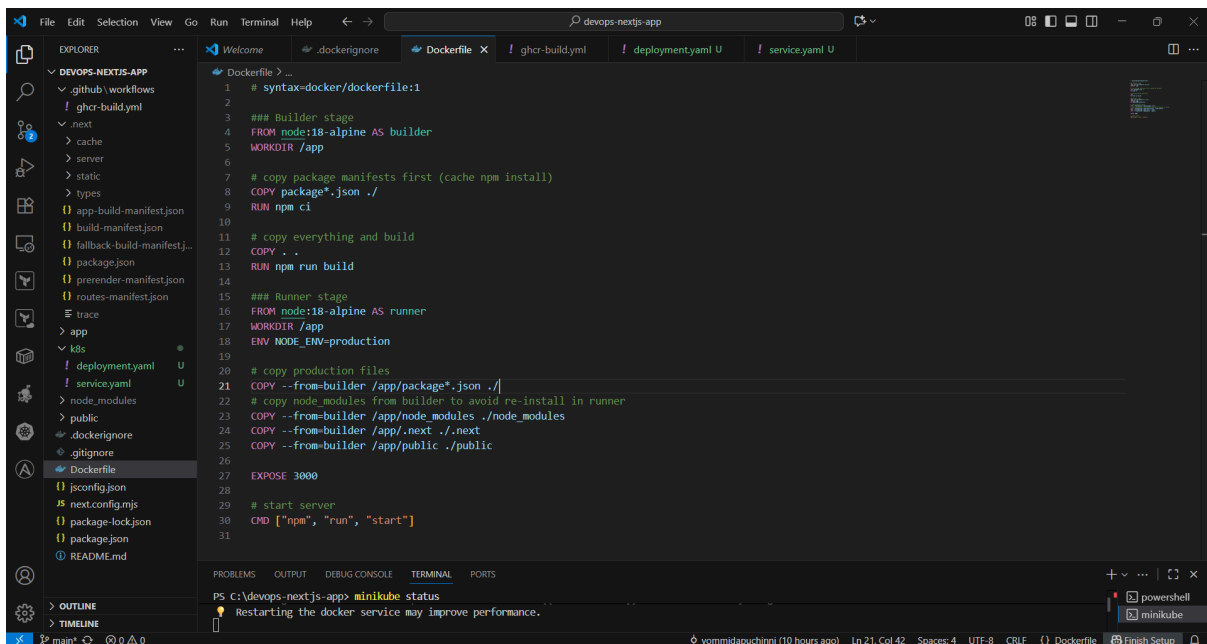 File Edit Selection View Go Run Terminal Help
devops-nextjs-app
EXPLORER
Welcome
.dockerignore
Dockerfile
ghcr-build.yml
deployment.yaml U
service.yaml U
DEVOPS-NEXTJS-APP
.github\workflows
ghcr-build.yml
.next
cache
server
static
types
app-build-manifest.json
build-manifest.json
fallback-build-manifest.j...
package.json
prerender-manifest.json
routes-manifest.json
trace
app
k8s
deployment.yaml U
service.yaml U
node_modules
public
.dockerignore
.gitignore
Dockerfile
jsconfig.json
next.config.mjs
package-lock.json
package.json
README.md
OUTLINE
TIMELINE
2
Dockerfile > ...
1 # syntax=docker/dockerfile:1
2
3 ### Builder stage
4 FROM node:18-alpine AS builder
5 WORKDIR /app
6
7 # copy package manifests first (cache npm install)
8 COPY package*.json ./
9 RUN npm ci
10
11 # copy everything and build
12 COPY . .
13 RUN npm run build
14
15 ### Runner stage
16 FROM node:18-alpine AS runner
17 WORKDIR /app
18 ENV NODE_ENV=production
19
20 # copy production files
21 COPY --from=builder /app/package*.json ./
22 # copy node_modules from builder to avoid re-install in runner
23 COPY --from=builder /app/node_modules ./node_modules
24 COPY --from=builder /app/.next ./.next
25 COPY --from=builder /app/public ./public
26
27 EXPOSE 3000
28
29 # start server
30 CMD ["npm", "run", "start"]
31
PROBLEMS OUTPUT DEBUG CONSOLE TERMINAL PORTS
PS C:\devops-nextjs-app> minikube status
Restarting the docker service may improve performance.
powershell
minikube
main* 0 0 yommidapuchinni (10 hours ago) Ln 21, Col 42 Spaces: 4 UTF-8 CRLF {} Dockerfile Finish Setup